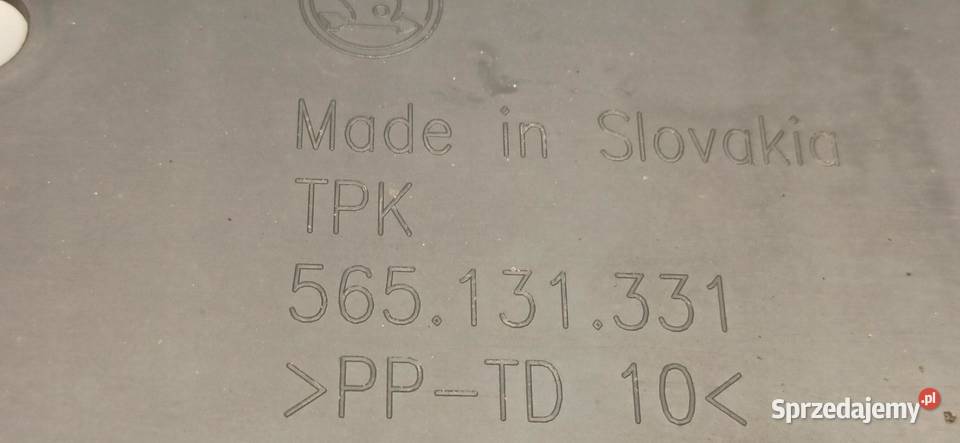 Made in Slovakia
TPK
565.131.331
>PP-TD 10<
Sprzedajemy.pl